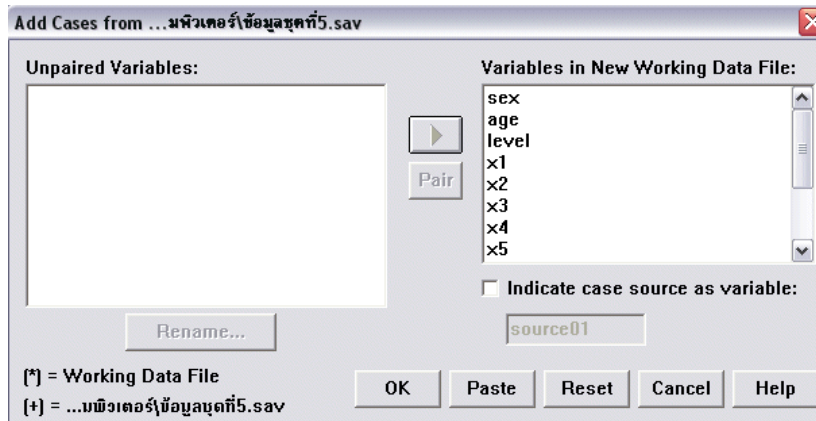 Add Cases from ...มพิวเตอร์\ข้อมูลชุดที่5.sav
Unpaired Variables:
Variables in New Working Data File:
sex
age
level
x1
x2
x3
x4
x5
Pair
Indicate case source as variable:
source01
Rename...
(*) = Working Data File
(+) = ...มพิวเตอร์\ข้อมูลชุดที่5.sav
OK
Paste
Reset
Cancel
Help